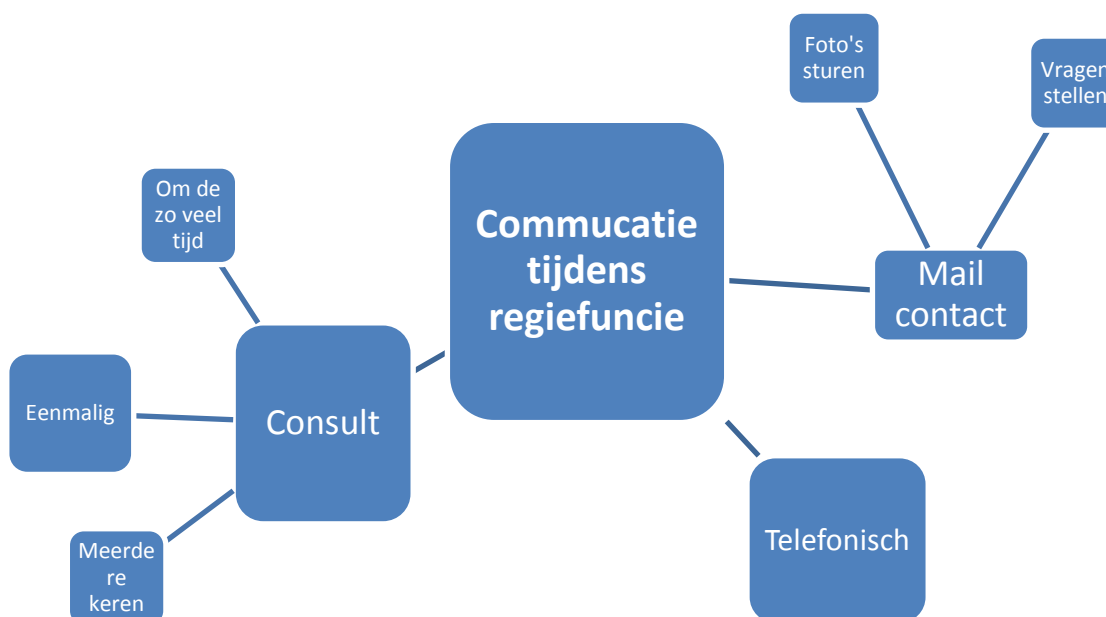 Foto's
sturen
Vragen
stellen
Om de
zo veel
tijd
Commucatie
tijdens
regiefuncie
Mail
contact
Eenmalig
Consult
Meerde
re
keren
Telefonisch